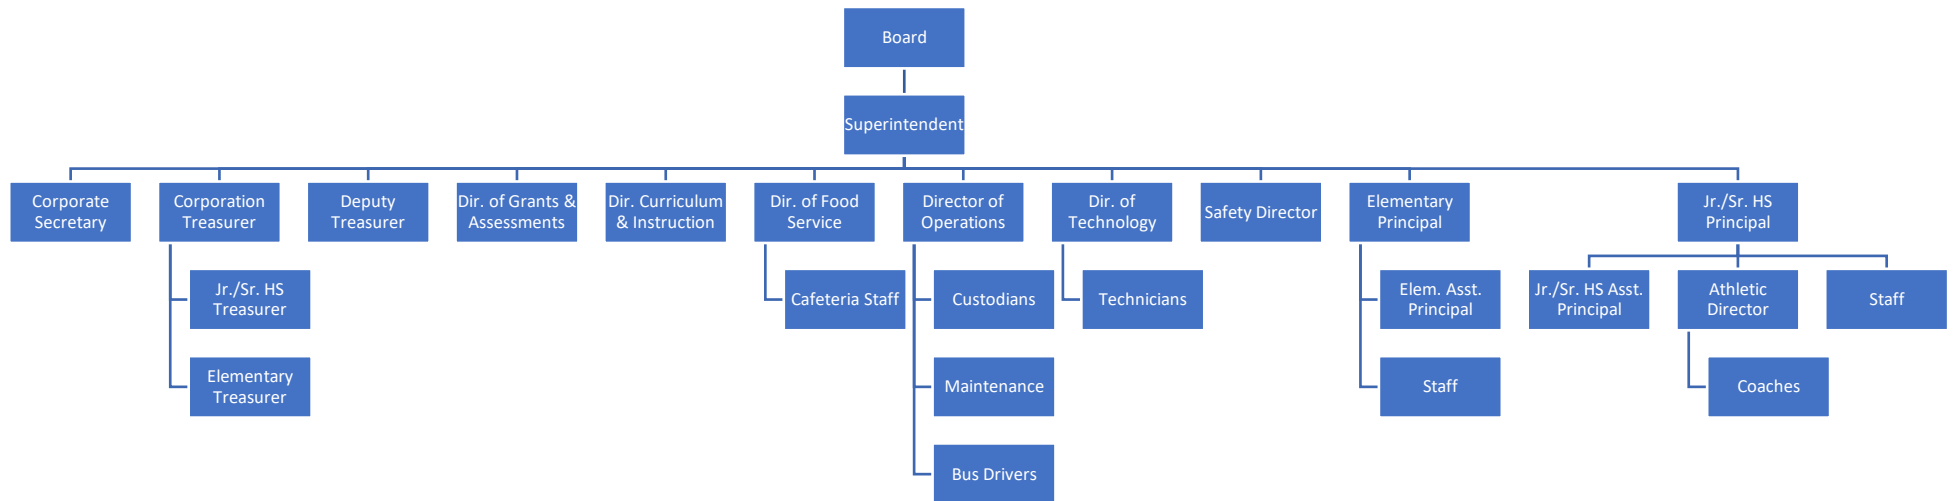 Board
Superintendent
Corporate
Secretary
Corporation
Treasurer
Deputy
Treasurer
Dir. of Grants &
Assessments
Dir. Curriculum
& Instruction
Dir. of Food
Service
Director of
Operations
Dir. of
Technology
Safety Director
Elementary
Principal
Jr./Sr. HS
Principal
Jr./Sr. HS
Treasurer
Cafeteria Staff
Custodians
Technicians
Elem. Asst.
Principal
Jr./Sr. HS Asst.
Principal
Athletic
Director
Staff
Elementary
Treasurer
Maintenance
Staff
Coaches
Bus Drivers